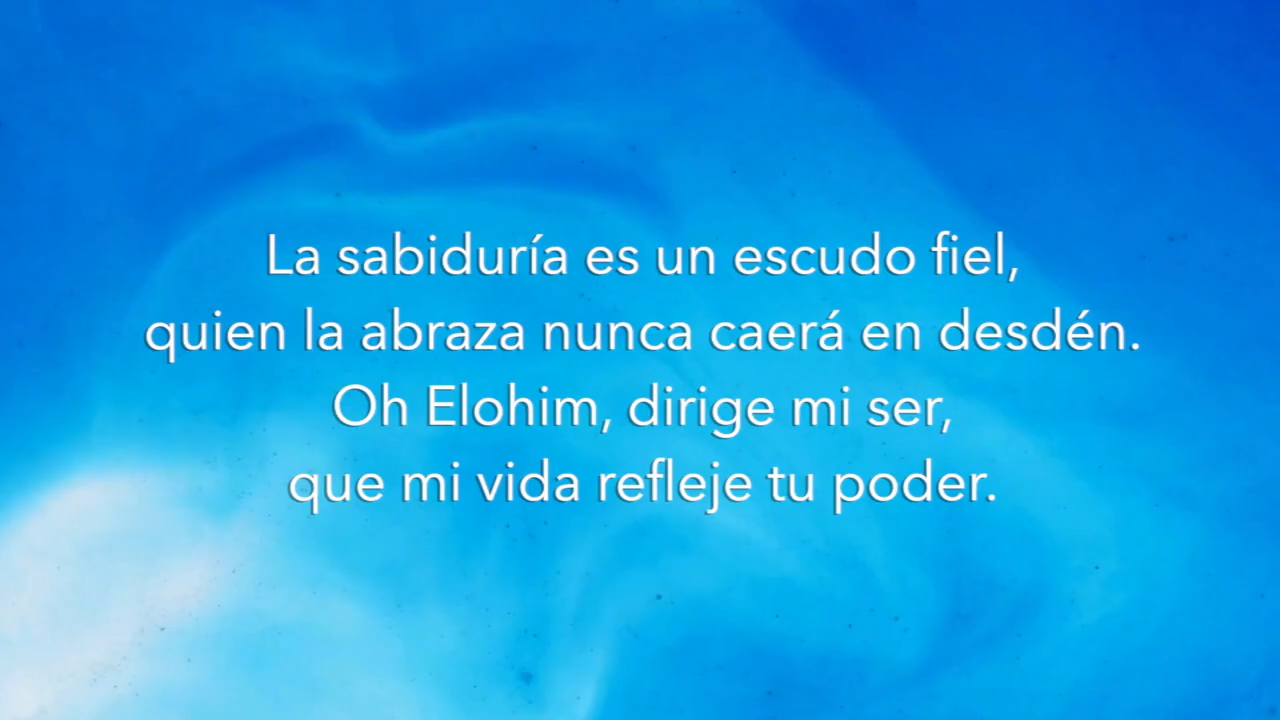 La sabiduría es un escudo fiel,
quien la abraza nunca caerá en desdén.
Oh Elohim, dirige mi ser,
que mi vida refleje tu poder.